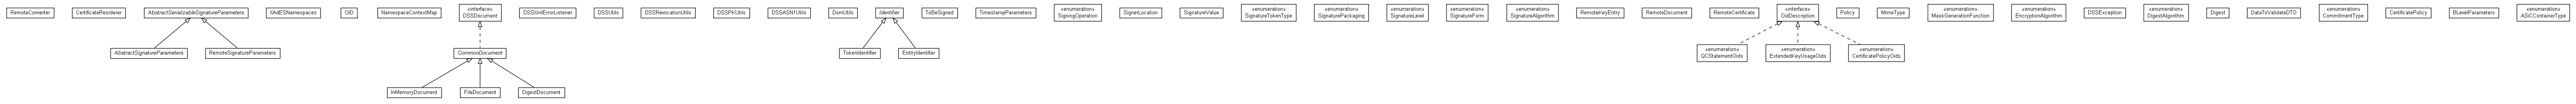 RemoteConverter
CertificateReorderer
AbstractSerializableSignatureParameters
XAdESNamespaces
OID
NamespaceContextMap
«interface»
DSSDocument
DSSXmlErrorListener
DSSUtils
DSSRevocationUtils
DSSPKUtils
DSSASN1Utils
DomUtils
Identifier
ToBeSigned
TimestampParameters
«enumeration»
SigningOperation
SignerLocation
SignatureValue
«enumeration»
SignatureTokenType
«enumeration»
SignaturePackaging
«enumeration»
SignatureLevel
«enumeration»
SignatureForm
«enumeration»
SignatureAlgorithm
RemoteKeyEntry
RemoteDocument
RemoteCertificate
«interface»
OidDescription
Policy
MimeType
«enumeration»
MaskGenerationFunction
«enumeration»
EncryptionAlgorithm
DSSException
«enumeration»
DigestAlgorithm
Digest
DataToValidateDTO
«enumeration»
CommitmentType
CertificatePolicy
BLevelParameters
«enumeration»
ASiCContainerType
AbstractSignatureParameters
RemoteSignatureParameters
CommonDocument
TokenIdentifier
EntityIdentifier
«enumeration»
QCStatementOids
«enumeration»
ExtendedKeyUsageOids
«enumeration»
CertificatePolicyOids
InMemoryDocument
FileDocument
DigestDocument